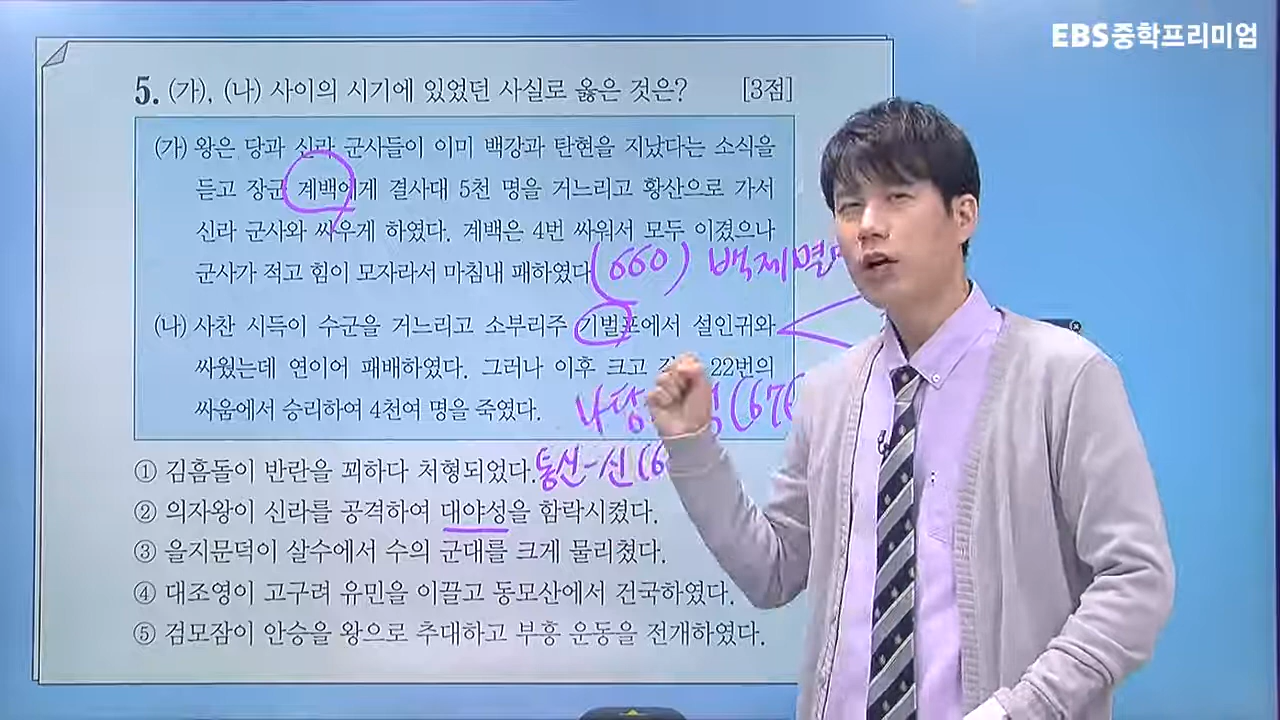 EBS중학프리미엄
5. (가), (나) 사이의 시기에 있었던 사실로 옳은 것은? [3점]
(가) 왕은 당과 신라 군사들이 이미 백강과 탄현을 지났다는 소식을
듣고 장군 계백에게 결사대 5천 명을 거느리고 황산으로 가서
신라 군사와 싸우게 하였다. 계백은 4번 싸워서 모두 이겼으나
군사가 적고 힘이 모자라서 마침내 패하였다
(660) 백제
(나) 사찬 시득이 수군을 거느리고 소부리주 기벌포에서 설인귀와
싸웠는데 연이어 패배하였다. 그러나 이후 크고 22번의
싸움에서 승리하여 4천여 명을 죽였다.
나당
① 김흠돌이 반란을 꾀하다 처형되었다. 통신-신
② 의자왕이 신라를 공격하여 대야성을 함락시켰다.
③ 을지문덕이 살수에서 수의 군대를 크게 물리쳤다.
④ 대조영이 고구려 유민을 이끌고 동모산에서 건국하였다.
⑤ 검모잠이 안승을 왕으로 추대하고 부흥 운동을 전개하였다.